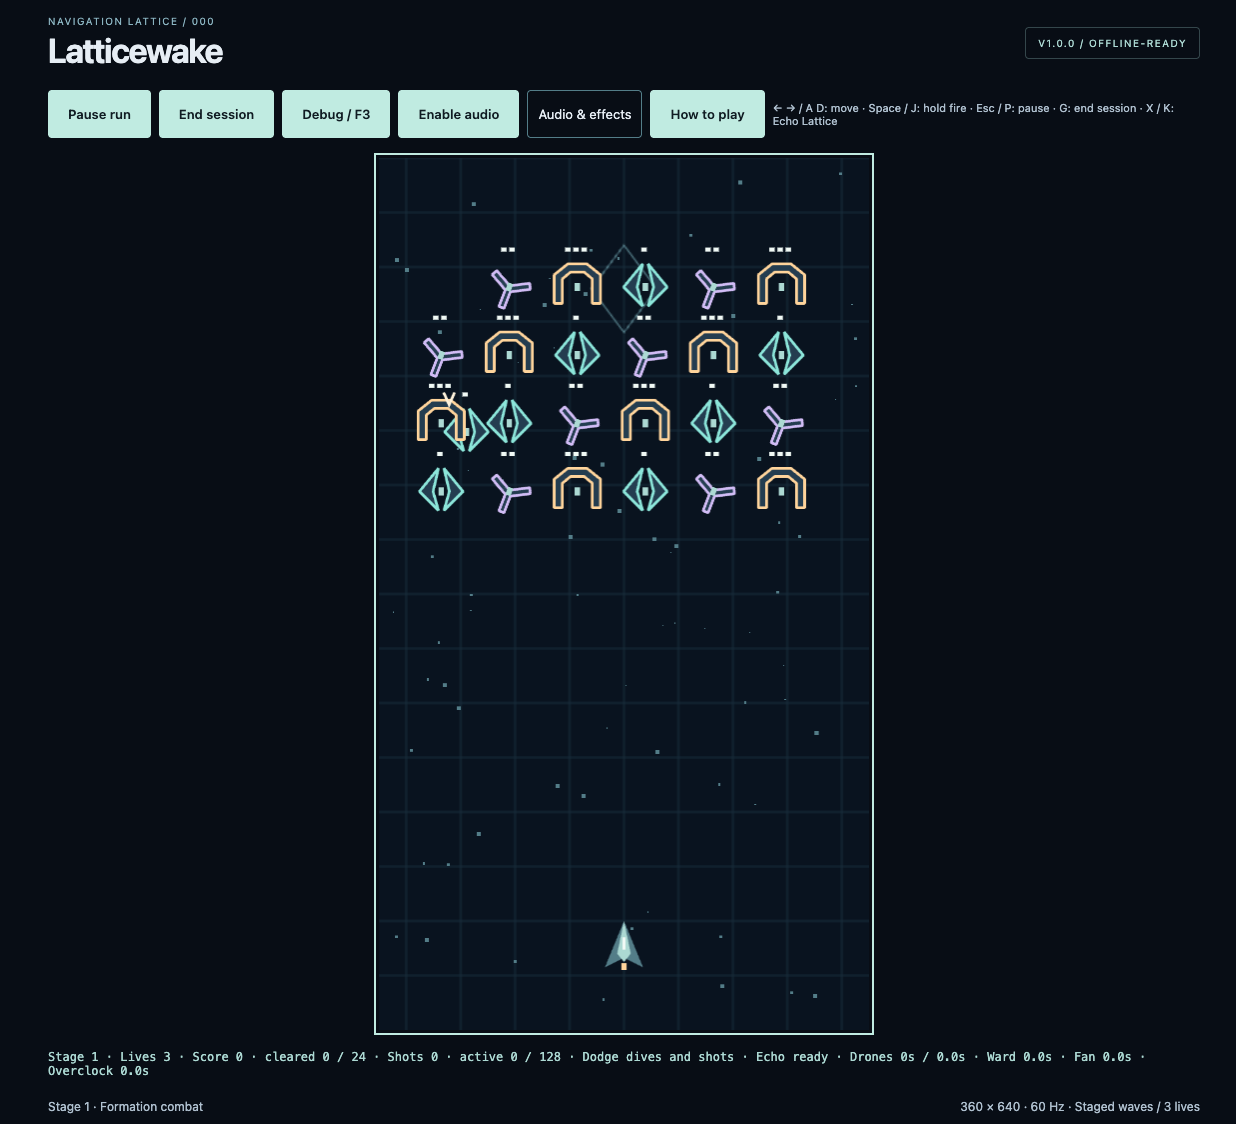 NAVIGATION LATTICE / 000
Latticewake
V1.0.0 / OFFLINE-READY
Pause run
End session
Debug / F3
Enable audio
Audio & effects
How to play
← → / A D: move · Space / J: hold fire · Esc / P: pause · G: end session · X / K:
Echo Lattice
Stage 1 · Lives 3 · Score 0 · cleared 0 / 24 · Shots 0 · active 0 / 128 · Dodge dives and shots · Echo ready · Drones 0s / 0.0s · Ward 0.0s · Fan 0.0s ·
Overclock 0.0s
Stage 1 · Formation combat
360 × 640 · 60 Hz · Staged waves / 3 lives